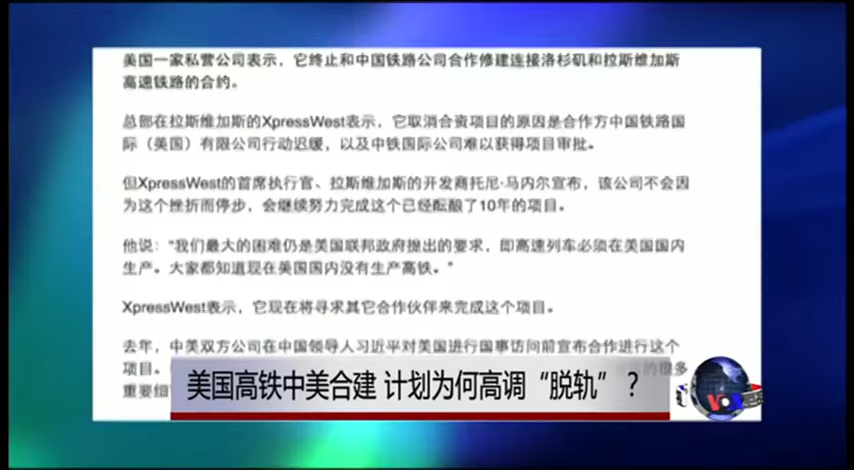 美国一家私营公司表示，它终止和中国铁路公司合作修建连接洛杉矶和拉斯维加斯
高速铁路的合约。
总部在拉斯维加斯的XpressWest表示，它取消合资项目的原因是合作方中国铁路国
际（美国）有限公司行动迟缓，以及中铁国际公司难以获得项目审批。
但XpressWest的首席执行官、拉斯维加斯的开发商托尼·马内尔宣布，该公司不会因
为这个挫折而停步，会继续努力完成这个已经酝酿了10年的项目。
他说：“我们最大的困难仍是美国联邦政府提出的要求，即高速列车必须在美国国内
生产。大家都知道现在美国国内没有生产高铁。”
XpressWest表示，它现在将寻求其它合作伙伴来完成这个项目。
去年，中美双方公司在中国领导人习近平对美国进行国事访问前宣布合作进行这个
项目。 的很多
重要细
美国高铁中美合建 计划为何高调“脱轨”？
VOA